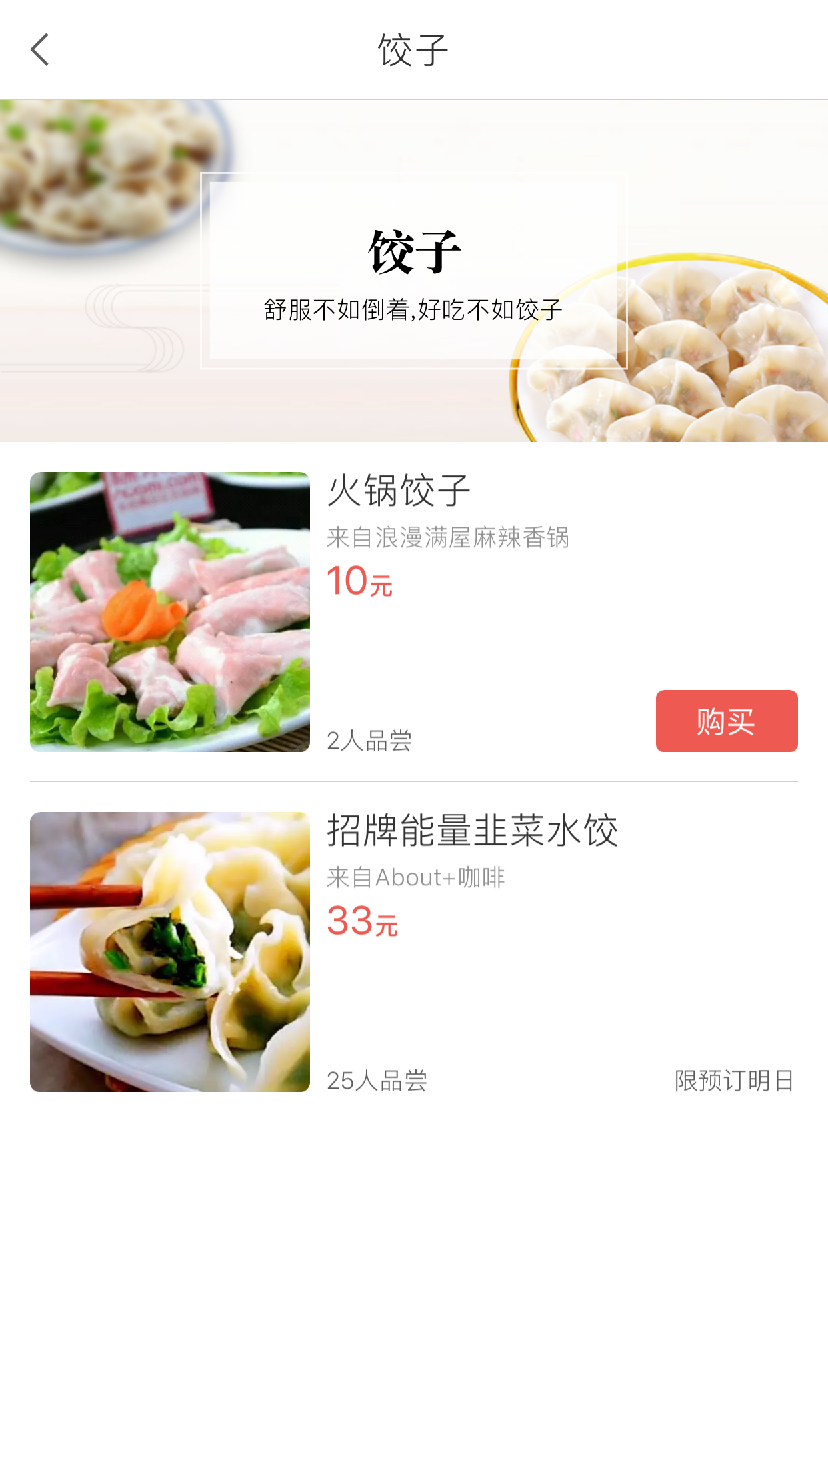 饺子
饺子
舒服不如倒着,好吃不如饺子
火锅饺子
来自浪漫满屋麻辣香锅
10元
2人品尝
购买
招牌能量韭菜水饺
来自About+咖啡
33元
25人品尝
限预订明日